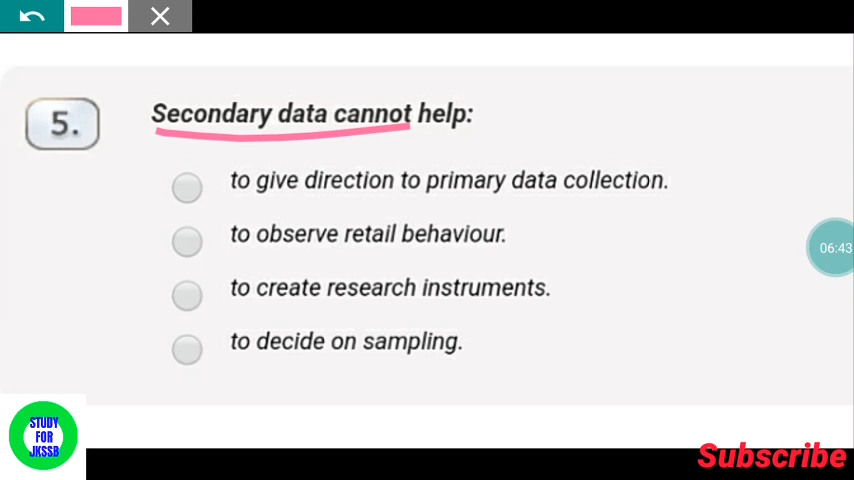 5.
Secondary data cannot help:
to give direction to primary data collection.
to observe retail behaviour.
06:43
to create research instruments.
to decide on sampling.
STUDY
FOR
JKSSB
Subscribe